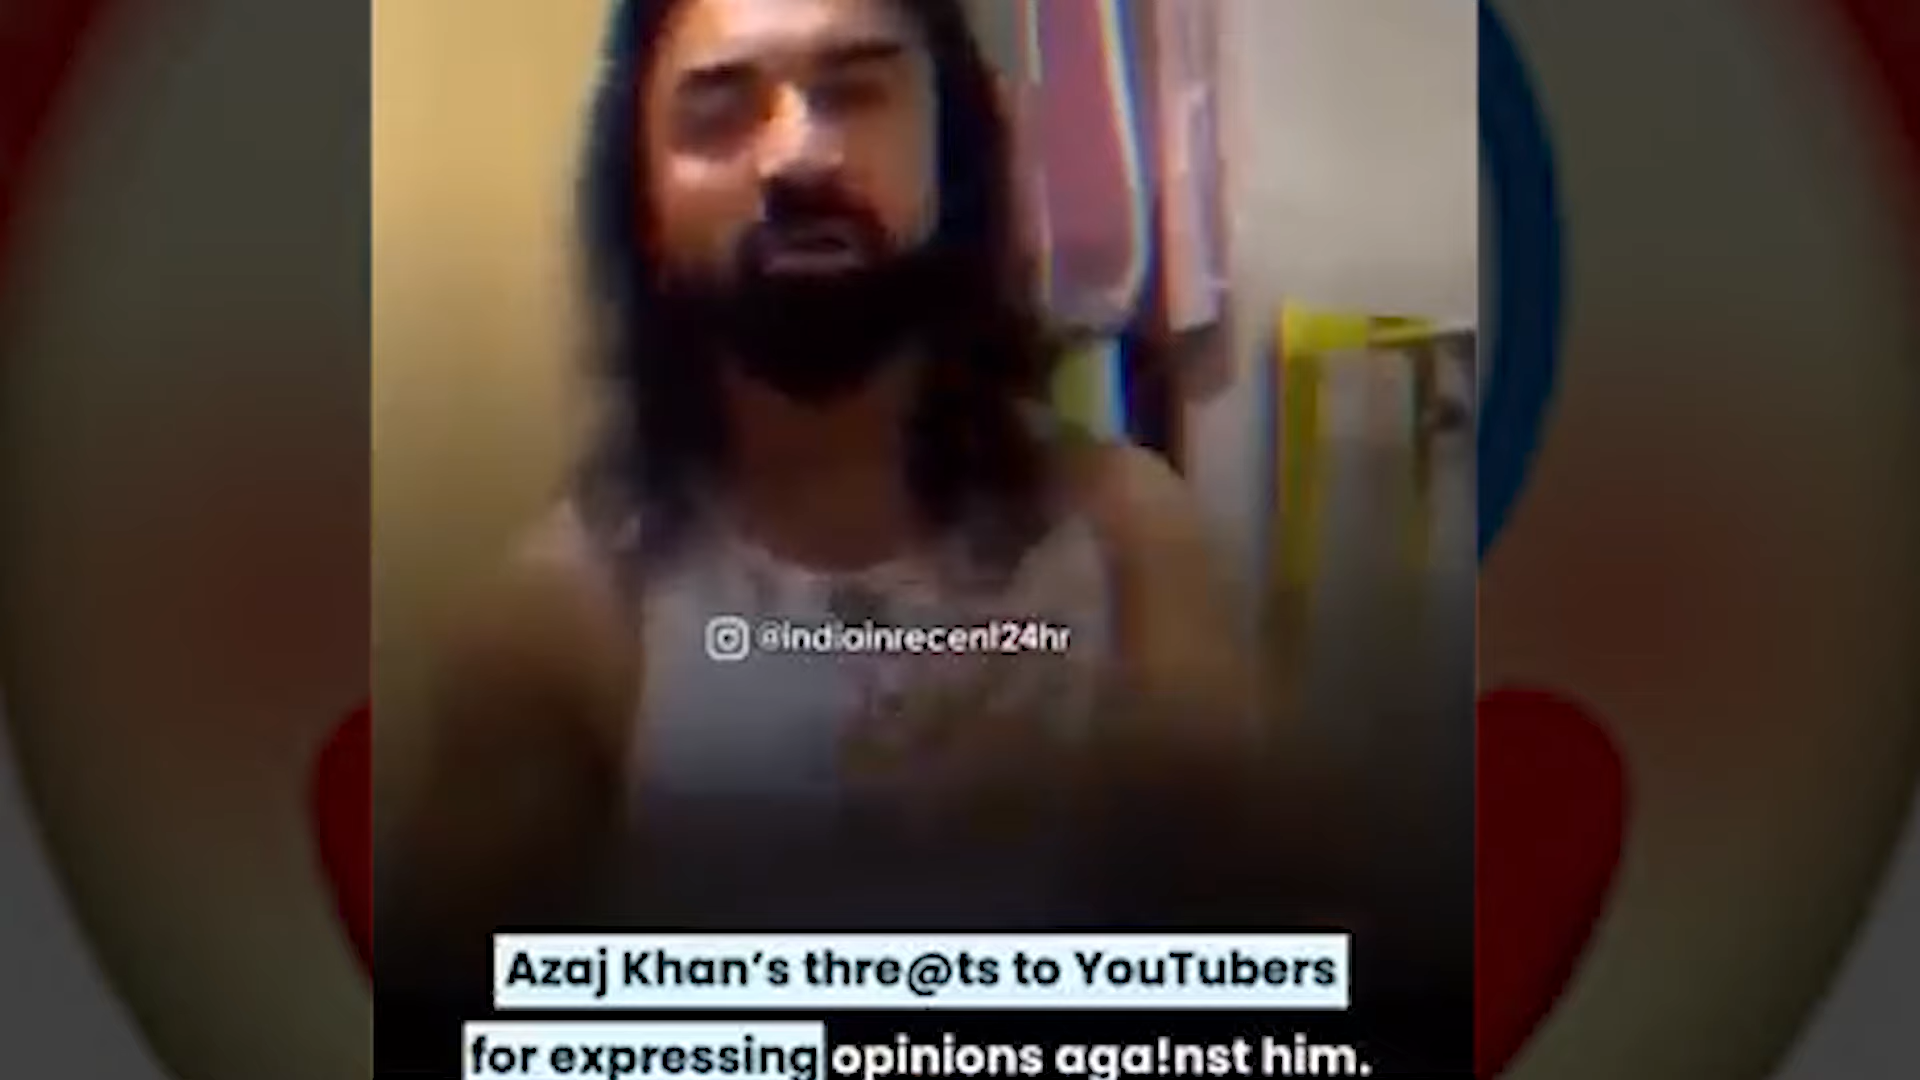 @indiainrecent24hr
Azaj Khan's thre@ts to YouTubers
for expressing opinions aga!nst him.